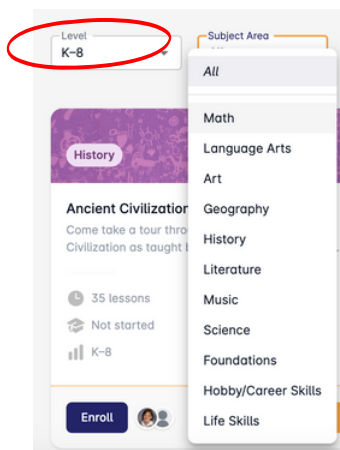 Level
K–8
Subject Area
All
Math
Language Arts
Art
Geography
History
Literature
Music
Science
Foundations
Hobby/Career Skills
Life Skills
History
Ancient Civilization
Come take a tour thro
Civilization as taught b
35 lessons
Not started
K–8
Enroll